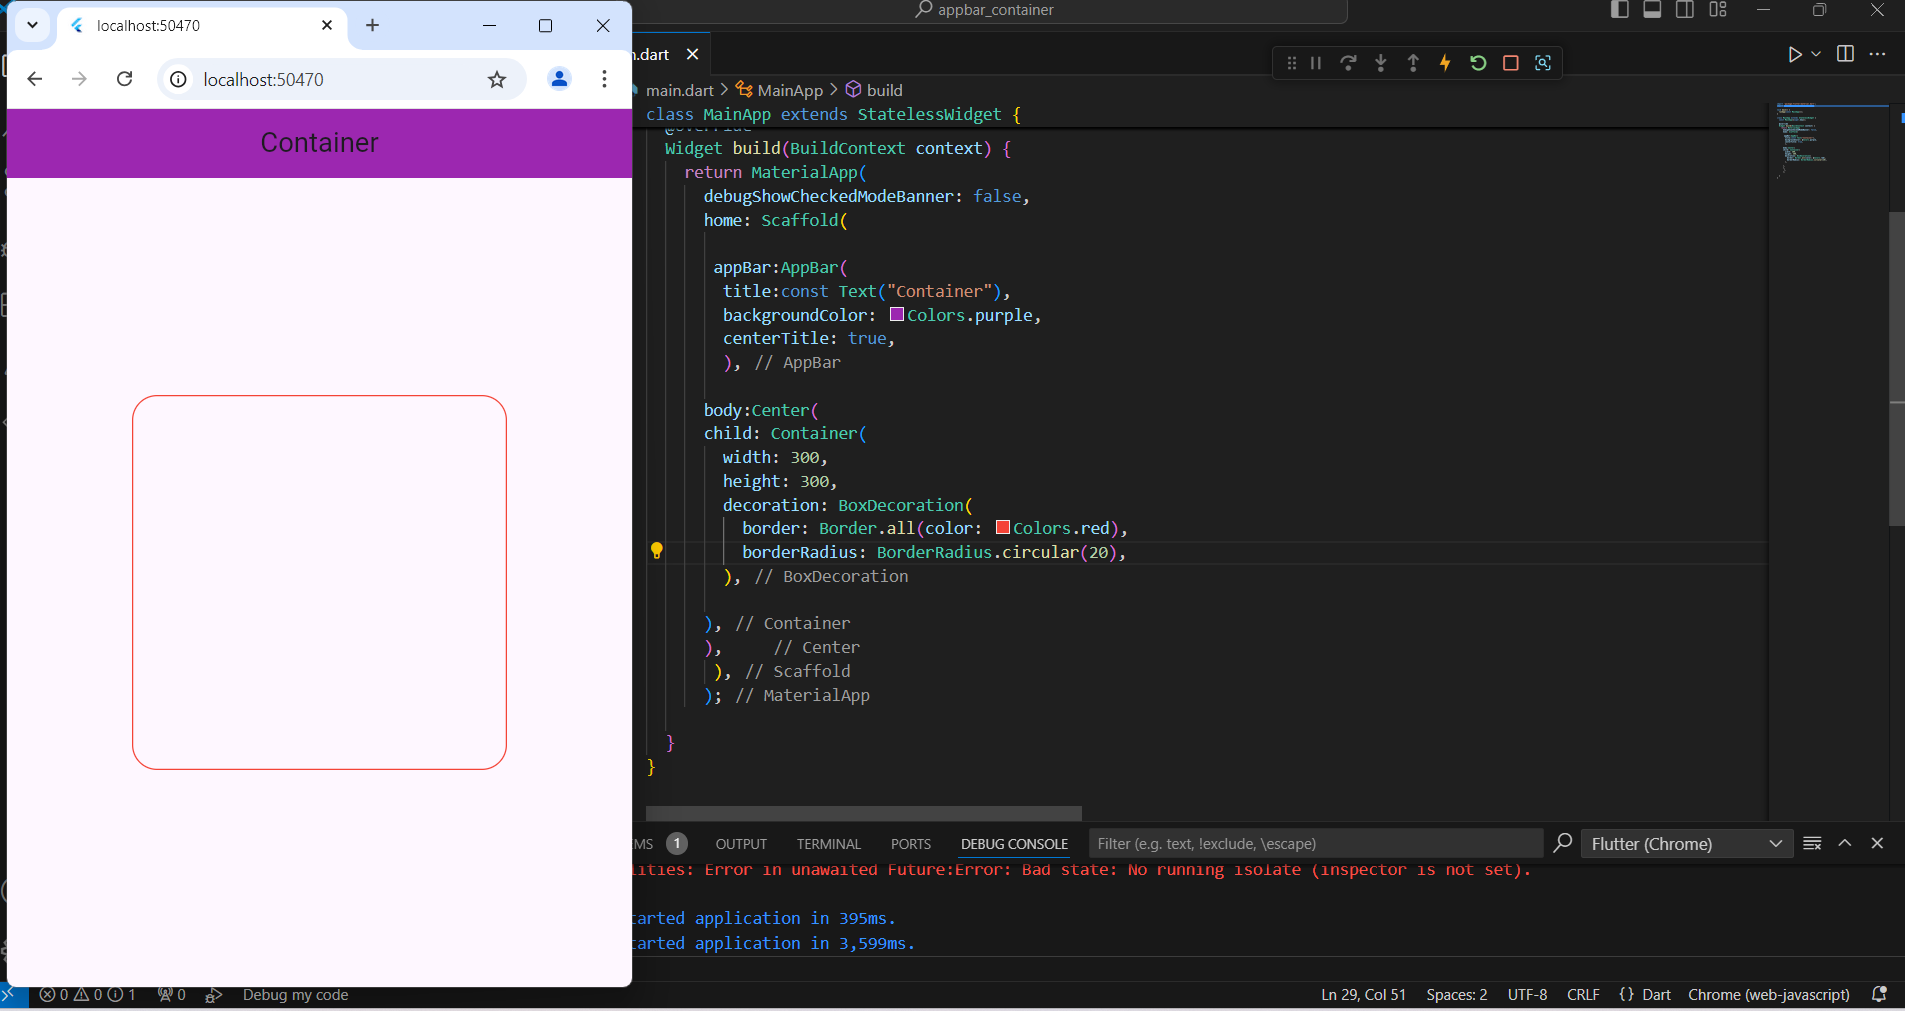 localhost:50470
localhost:50470
Container
appbar_container
main.dart > MainApp > build
class MainApp extends StatelessWidget {
@override
Widget build(BuildContext context) {
return MaterialApp(
debugShowCheckedModeBanner: false,
home: Scaffold(
appBar:AppBar(
title:const Text("Container"),
backgroundColor: Colors.purple,
centerTitle: true,
), // AppBar
body:Center(
child: Container(
width: 300,
height: 300,
decoration: BoxDecoration(
border: Border.all(color: Colors.red),
borderRadius: BorderRadius.circular(20),
), // BoxDecoration
), // Container
), // Center
), // Scaffold
); // MaterialApp
}
}
1 OUTPUT TERMINAL PORTS DEBUG CONSOLE Filter (e.g. text, !exclude, \escape) Flutter (Chrome)
Error in unawaited Future:Error: Bad state: No running isolate (inspector is not set).
application in 395ms.
application in 3,599ms.
0 0 1 0 Debug my code Ln 29, Col 51 Spaces: 2 UTF-8 CRLF {} Dart Chrome (web-javascript)